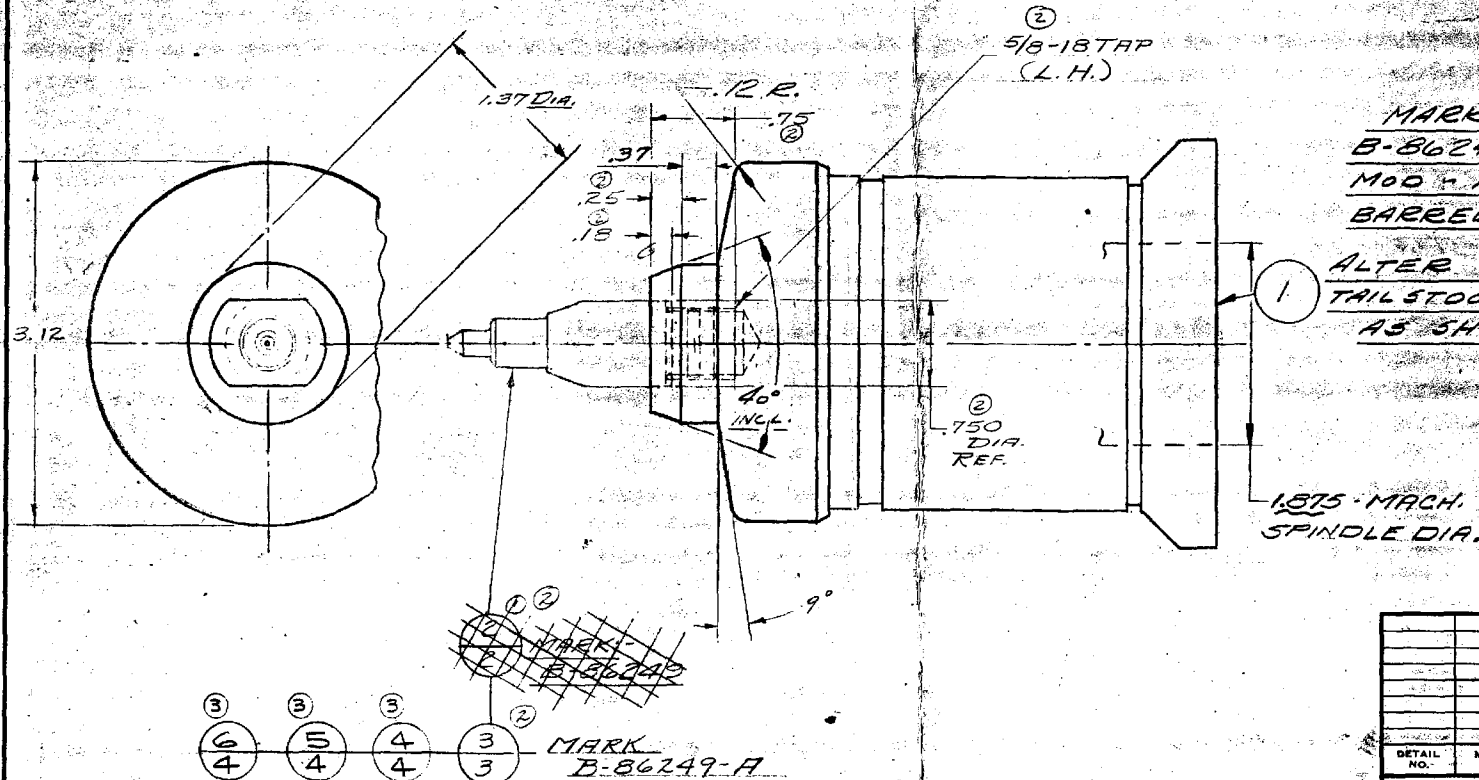 ②
5/8-18 TAP
(L.H.)
1.37 DIA.
.12 R.
.75
②
.37
②
.25
②
.18
MARK
MOD
BARREL
ALTER
1
AS SH
3.12
40°
INCL.
②
.750
DIA.
REF.
1.875 - MACH.
SPINDLE DIA.
9°
① ②
2
2
MARK -
B-86249
③ ③ ③ ②
6 5 4 3
4 4 4 3
MARK
B-86249-A
DETAIL
NO.-